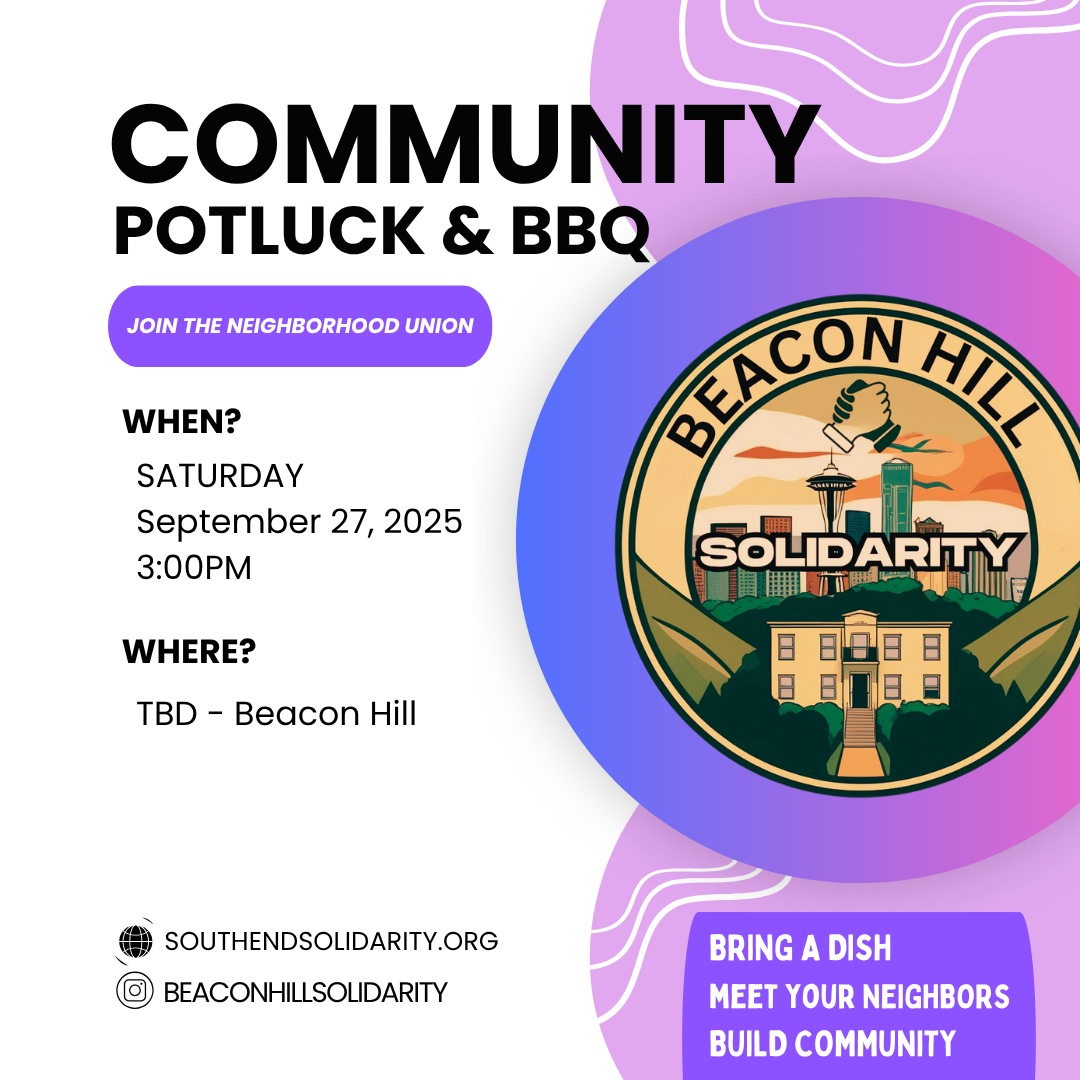 COMMUNITY
POTLUCK & BBQ
JOIN THE NEIGHBORHOOD UNION
WHEN?
SATURDAY
September 27, 2025
3:00PM
WHERE?
TBD - Beacon Hill
BEACON HILL
SOLIDARITY
SOUTHENDSOLIDARITY.ORG
BEACONHILLSOLIDARITY
BRING A DISH
MEET YOUR NEIGHBORS
BUILD COMMUNITY